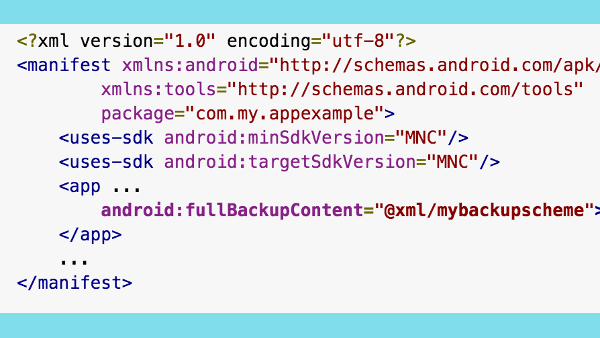 <?xml version="1.0" encoding="utf-8"?>
<manifest xmlns:android="http://schemas.android.com/apk/
xmlns:tools="http://schemas.android.com/tools"
package="com.my.appexample">
<uses-sdk android:minSdkVersion="MNC"/>
<uses-sdk android:targetSdkVersion="MNC"/>
<app ...
android:fullBackupContent="@xml/mybackupscheme">
</app>
...
</manifest>